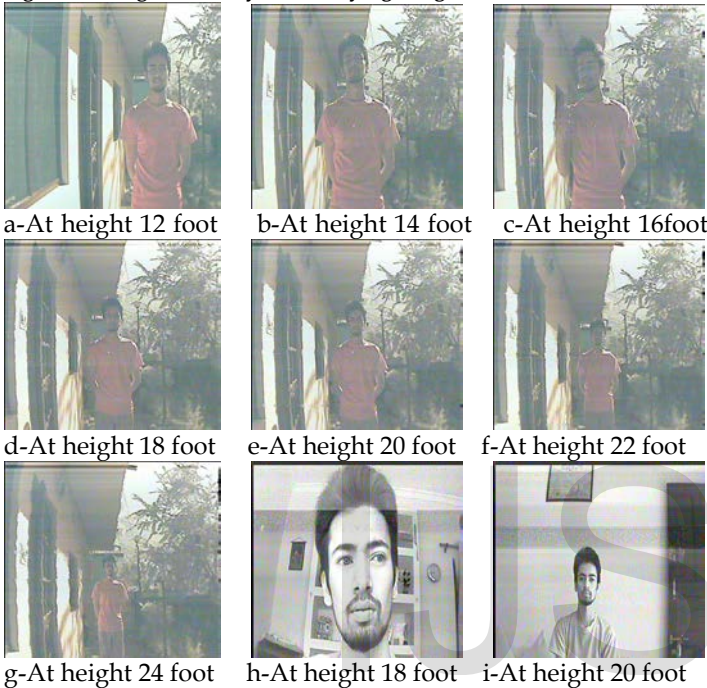 a-At height 12 foot b-At height 14 foot c-At height 16foot
d-At height 18 foot e-At height 20 foot f-At height 22 foot
g-At height 24 foot h-At height 18 foot i-At height 20 foot
IJS